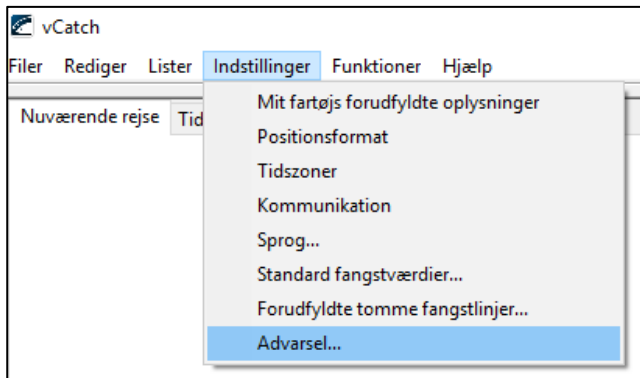 vCatch
Filer Rediger Lister Indstillinger Funktioner Hjælp
Nuværende rejse Tid
Mit fartøjs forudfyldte oplysninger
Positionsformat
Tidszoner
Kommunikation
Sprog...
Standard fangstværdier...
Forudfyldte tomme fangstlinjer...
Advarsel...